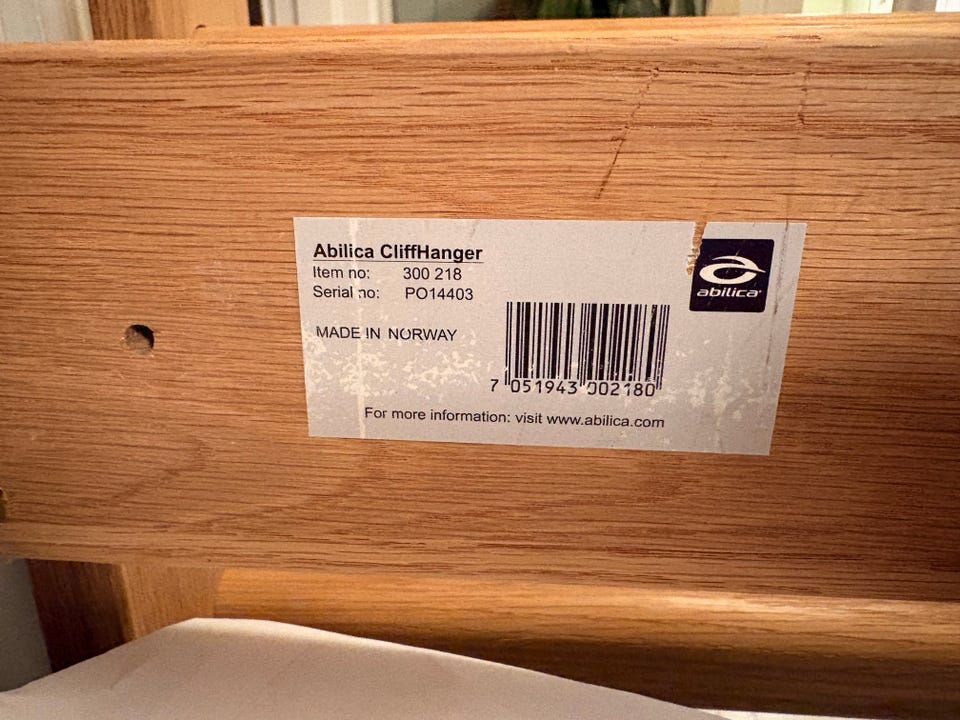 Abilica CliffHanger
Item no: 300 218
Serial no: PO14403
MADE IN NORWAY
7 051943 002180
For more information: visit www.abilica.com
abilica